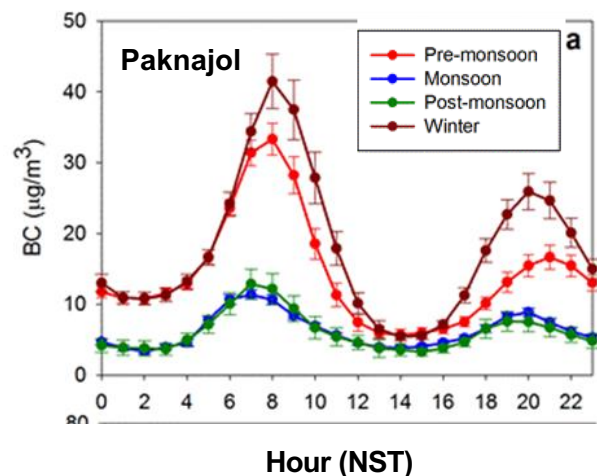 50
a
Paknajol
Pre-monsoon
Monsoon
Post-monsoon
Winter
40
30
20
10
0
BC (µg/m³)
0 2 4 6 8 10 12 14 16 18 20 22
80
Hour (NST)